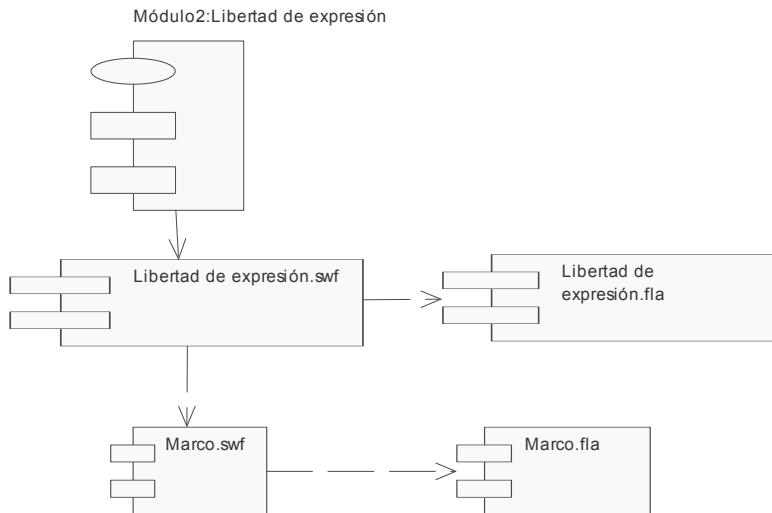 Módulo2:Libertad de expresión
Libertad de expresión.swf
Libertad de
expresión.fla
Marco.swf
Marco.fla